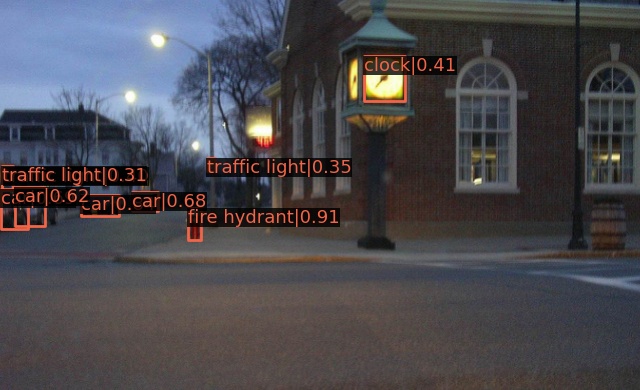 clock|0.41
traffic light|0.35
traffic light|0.31
car|0.62
car|0.
car|0.68
fire hydrant|0.91